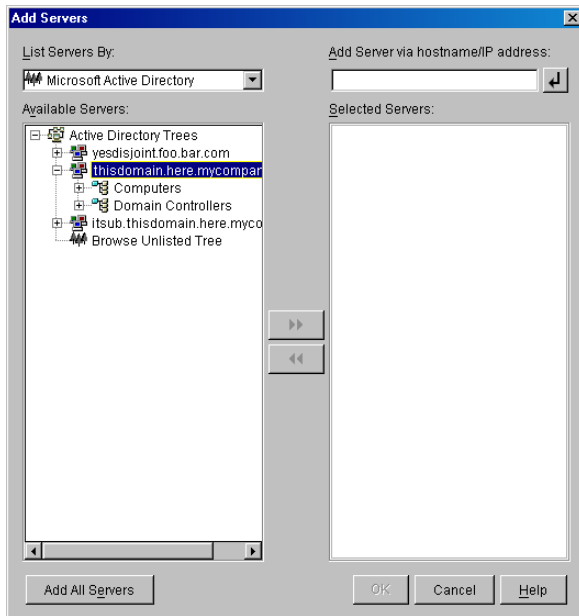 Add Servers
List Servers By:
Add Server via hostname/IP address:
Microsoft Active Directory
Available Servers:
Selected Servers:
Active Directory Trees
yesdisjoint.foo.bar.com
thisdomain.here.mycompar
Computers
Domain Controllers
itsub.thisdomain.here.myco
Browse Unlisted Tree
Add All Servers
OK
Cancel
Help